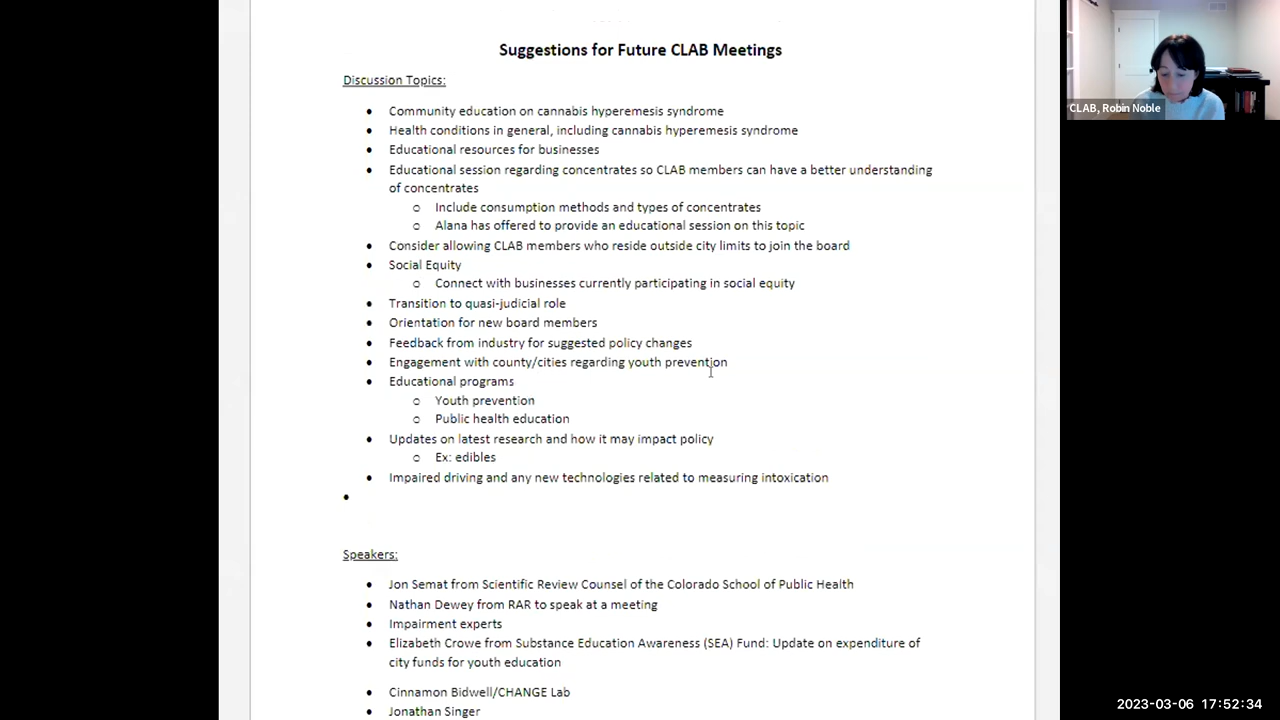 Suggestions for Future CLAB Meetings
Discussion Topics:
• Community education on cannabis hyperemesis syndrome
• Health conditions in general, including cannabis hyperemesis syndrome
• Educational resources for businesses
• Educational session regarding concentrates so CLAB members can have a better understanding
of concentrates
o Include consumption methods and types of concentrates
o Alana has offered to provide an educational session on this topic
• Consider allowing CLAB members who reside outside city limits to join the board
• Social Equity
o Connect with businesses currently participating in social equity
• Transition to quasi-judicial role
• Orientation for new board members
• Feedback from industry for suggested policy changes
• Engagement with county/cities regarding youth prevention
• Educational programs
o Youth prevention
o Public health education
• Updates on latest research and how it may impact policy
o Ex: edibles
• Impaired driving and any new technologies related to measuring intoxication
•
Speakers:
• Jon Semat from Scientific Review Counsel of the Colorado School of Public Health
• Nathan Dewey from RAR to speak at a meeting
• Impairment experts
• Elizabeth Crowe from Substance Education Awareness (SEA) Fund: Update on expenditure of
city funds for youth education
• Cinnamon Bidwell/CHANGE Lab
• Jonathan Singer
CLAB, Robin Noble
2023-03-06 17:52:34